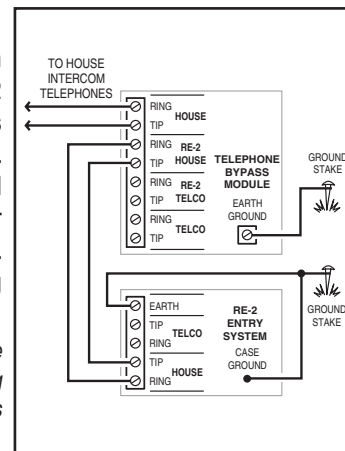 TO HOUSE
INTERCOM
TELEPHONES
RING
HOUSE
TIP
RING
RE-2
HOUSE
TIP
RING
RE-2
TELCO
TIP
RING
TELCO
TIP
TELEPHONE
BYPASS
MODULE
EARTH
GROUND
GROUND
STAKE
EARTH
TIP
TELCO
RING
TIP
HOUSE
RING
RE-2
ENTRY
SYSTEM
CASE
GROUND
GROUND
STAKE